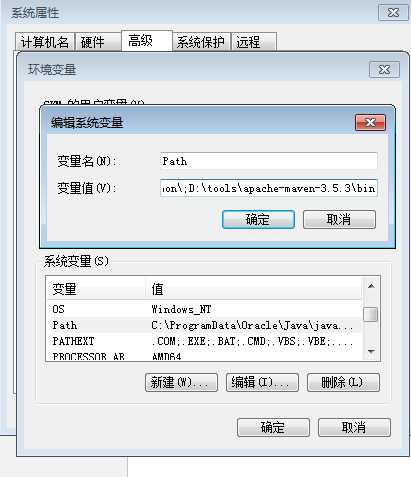 系统属性
计算机名 硬件 高级 系统保护 远程
环境变量
编辑系统变量
变量名(N): Path
变量值(V): on\;D:\tools\apache-maven-3.5.3\bin
确定 取消
系统变量(S)
变量 值
OS Windows_NT
Path C:\ProgramData\Oracle\Java\java...
PATHEXT .COM;.EXE;.BAT;.CMD;.VBS;.VBE;....
PROCESSOR_AR AMD64
新建(W)... 编辑(I)... 删除(L)
确定 取消